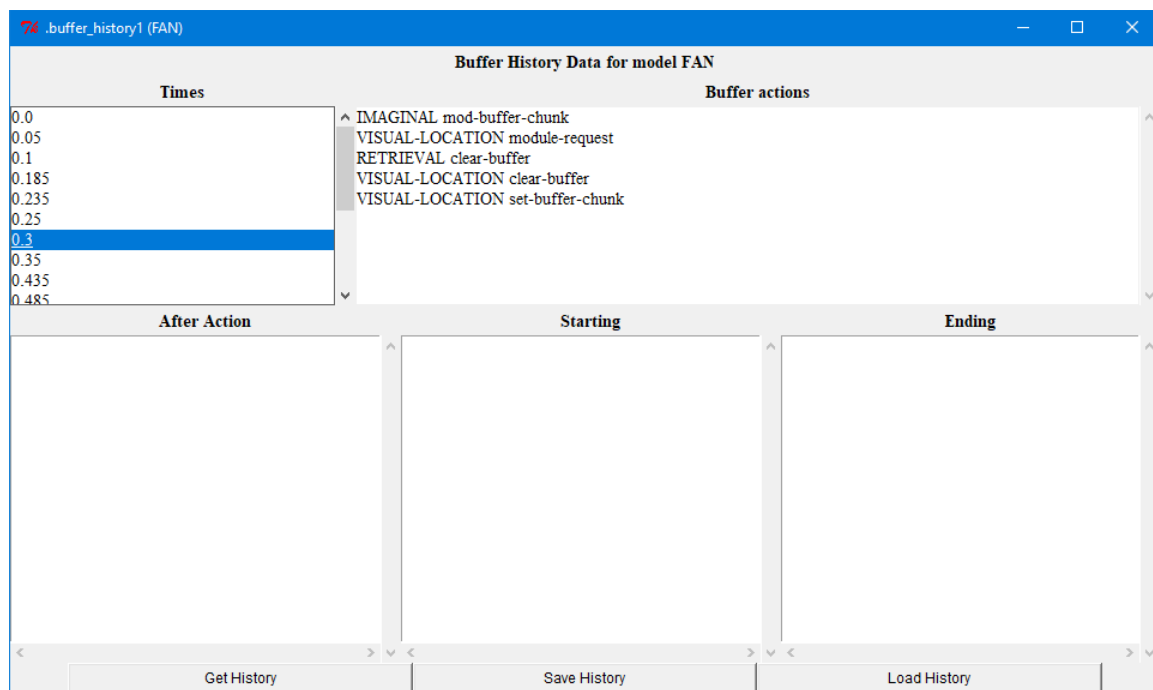 .buffer_history1 (FAN)
Buffer History Data for model FAN
Times
Buffer actions
0.0
0.05
0.1
0.185
0.235
0.25
0.3
0.35
0.435
0.485
IMAGINAL mod-buffer-chunk
VISUAL-LOCATION module-request
RETRIEVAL clear-buffer
VISUAL-LOCATION clear-buffer
VISUAL-LOCATION set-buffer-chunk
After Action
Starting
Ending
Get History
Save History
Load History